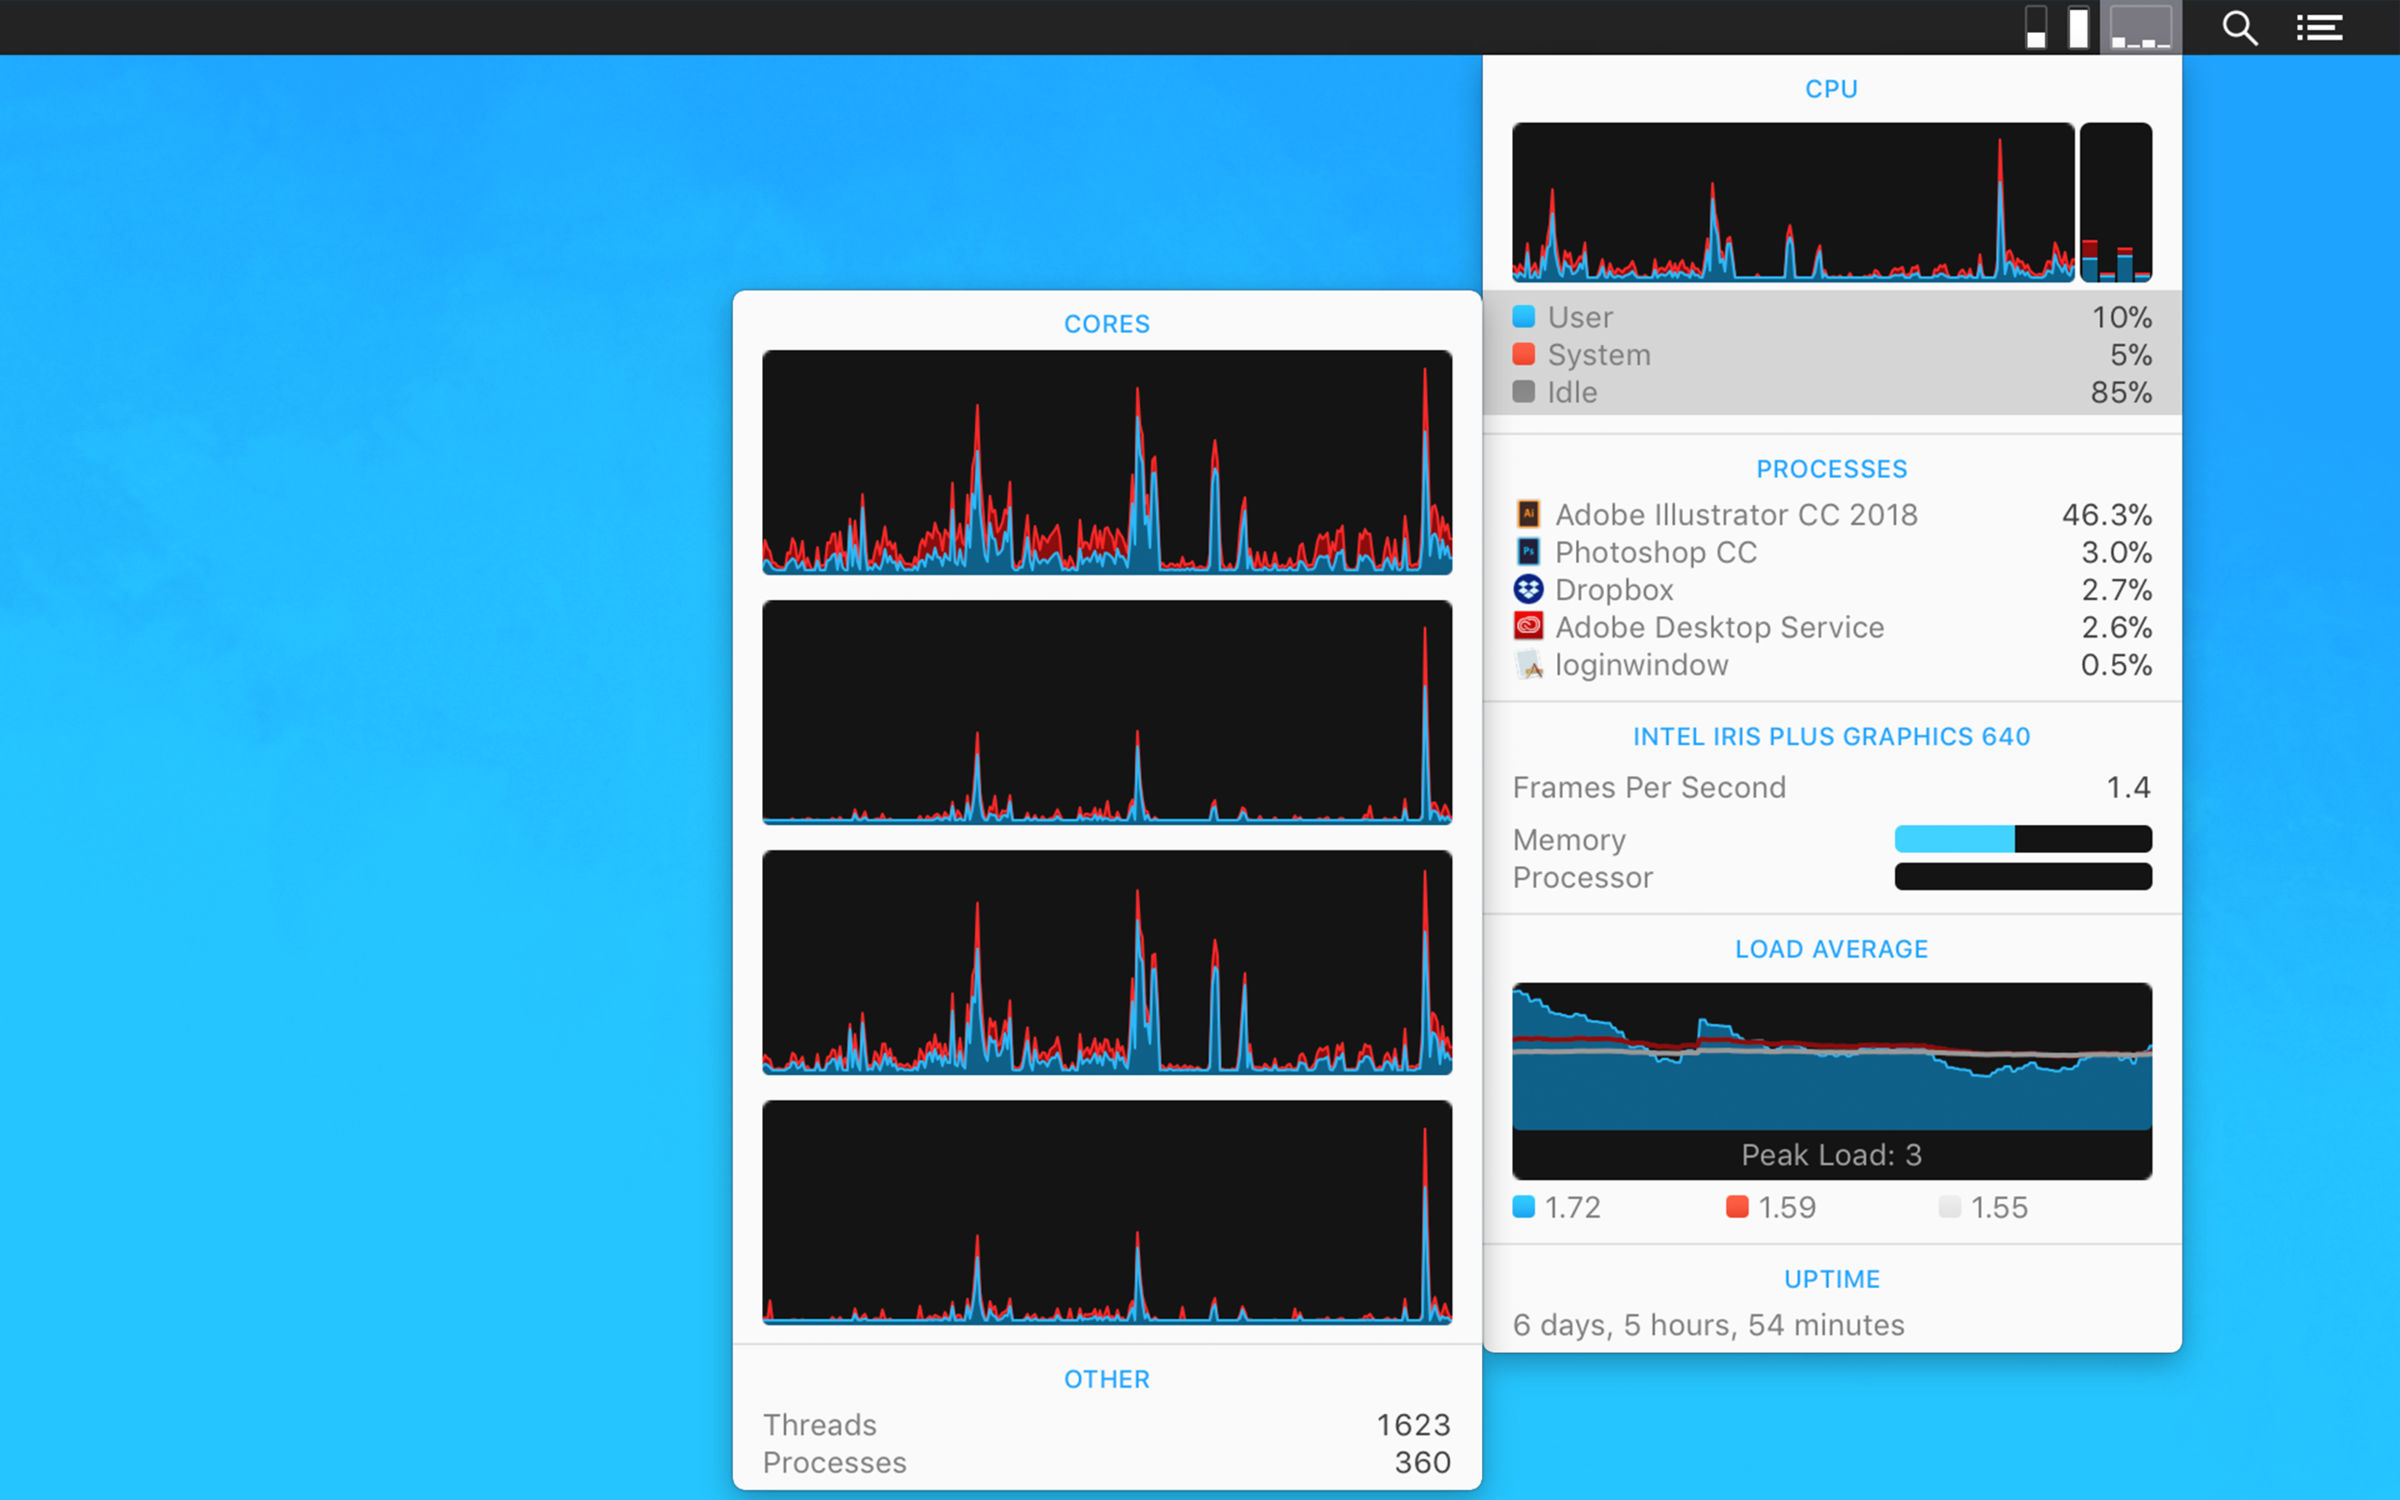 CPU
User 10%
System 5%
Idle 85%
PROCESSES
Ai Adobe Illustrator CC 2018 46.3%
Ps Photoshop CC 3.0%
Dropbox 2.7%
Adobe Desktop Service 2.6%
loginwindow 0.5%
INTEL IRIS PLUS GRAPHICS 640
Frames Per Second 1.4
Memory
Processor
LOAD AVERAGE
Peak Load: 3
1.72 1.59 1.55
UPTIME
6 days, 5 hours, 54 minutes
CORES
OTHER
Threads 1623
Processes 360